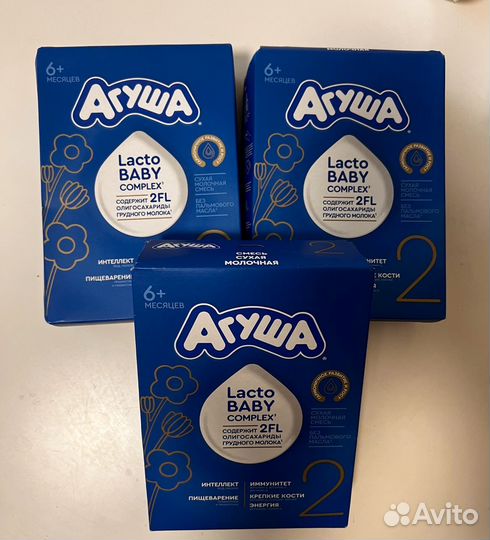 6+
МЕСЯЦЕВ
АГУША
Lacto
BABY
COMPLEX
СОДЕРЖИТ 2FL
ОЛИГОСАХАРИДЫ
ГРУДНОГО МОЛОКА
СУХАЯ
МОЛОЧНАЯ
СМЕСЬ
БЕЗ
ПАЛЬМОВОГО
МАСЛА
ИНТЕЛЛЕКТ
ПИЩЕВАРЕНИЕ
МОЛОЧНАЯ
6+
МЕСЯЦЕВ
АГУША
Lacto
BABY
COMPLEX
СОДЕРЖИТ 2FL
ОЛИГОСАХАРИДЫ
ГРУДНОГО МОЛОКА
СУХАЯ
МОЛОЧНАЯ
СМЕСЬ
БЕЗ
ПАЛЬМОВОГО
МАСЛА
КОСТИ
2
СМЕСЬ
СУХАЯ
МОЛОЧНАЯ
6+
МЕСЯЦЕВ
АГУША
Lacto
BABY
COMPLEX
СОДЕРЖИТ 2FL
ОЛИГОСАХАРИДЫ
ГРУДНОГО МОЛОКА
СУХАЯ
МОЛОЧНАЯ
СМЕСЬ
БЕЗ
ПАЛЬМОВОГО
МАСЛА
ИНТЕЛЛЕКТ
ИММУНИТЕТ
ПИЩЕВАРЕНИЕ
КРЕПКИЕ КОСТИ
ЭНЕРГИЯ
2
Avito